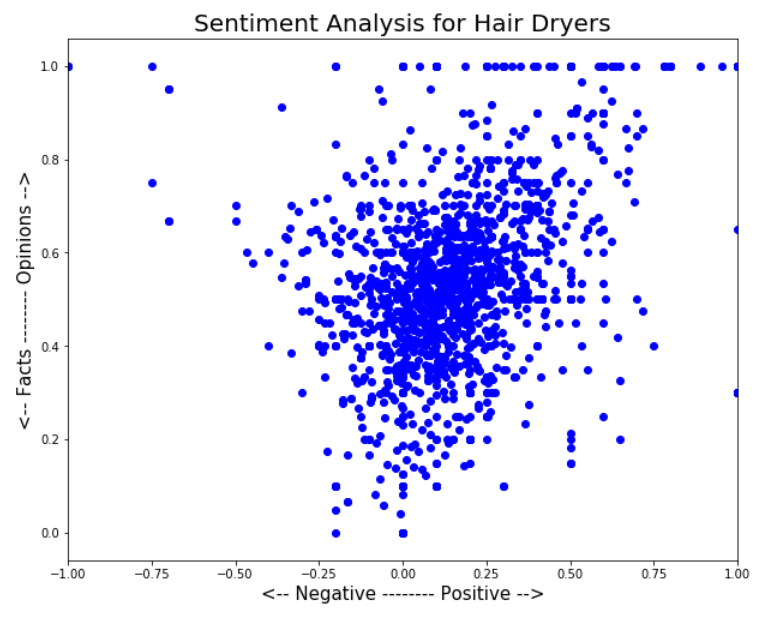 Sentiment Analysis for Hair Dryers
1.0
0.8
0.6
0.4
0.2
0.0
<-- Facts -------- Opinions -->
−1.00 −0.75 −0.50 −0.25 0.00 0.25 0.50 0.75 1.00
<-- Negative -------- Positive -->